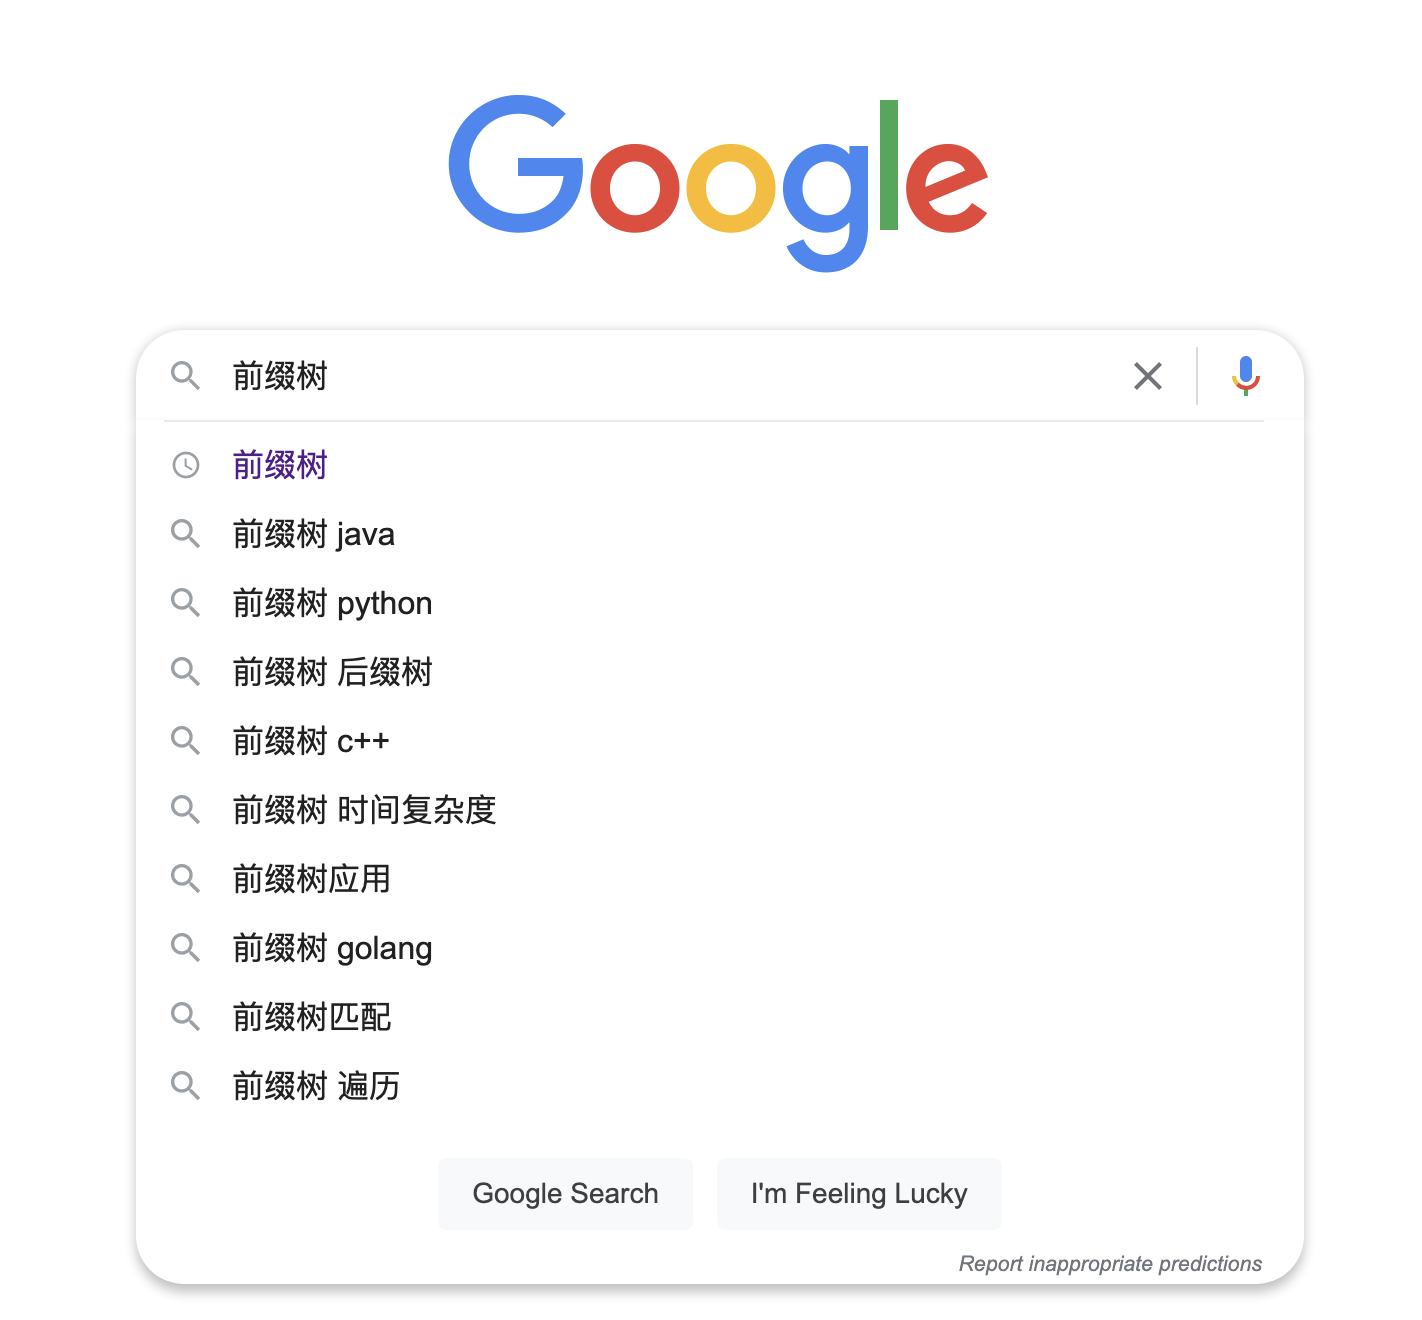 Google
前缀树
前缀树
前缀树 java
前缀树 python
前缀树 后缀树
前缀树 c++
前缀树 时间复杂度
前缀树应用
前缀树 golang
前缀树匹配
前缀树 遍历
Google Search
I'm Feeling Lucky
Report inappropriate predictions